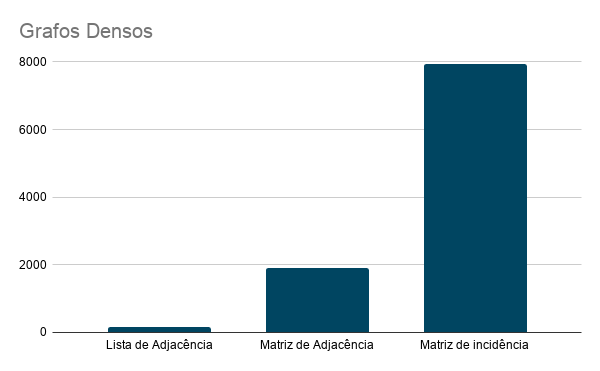 Grafos Densos
8000
6000
4000
2000
0
Lista de Adjacência
Matriz de Adjacência
Matriz de incidência